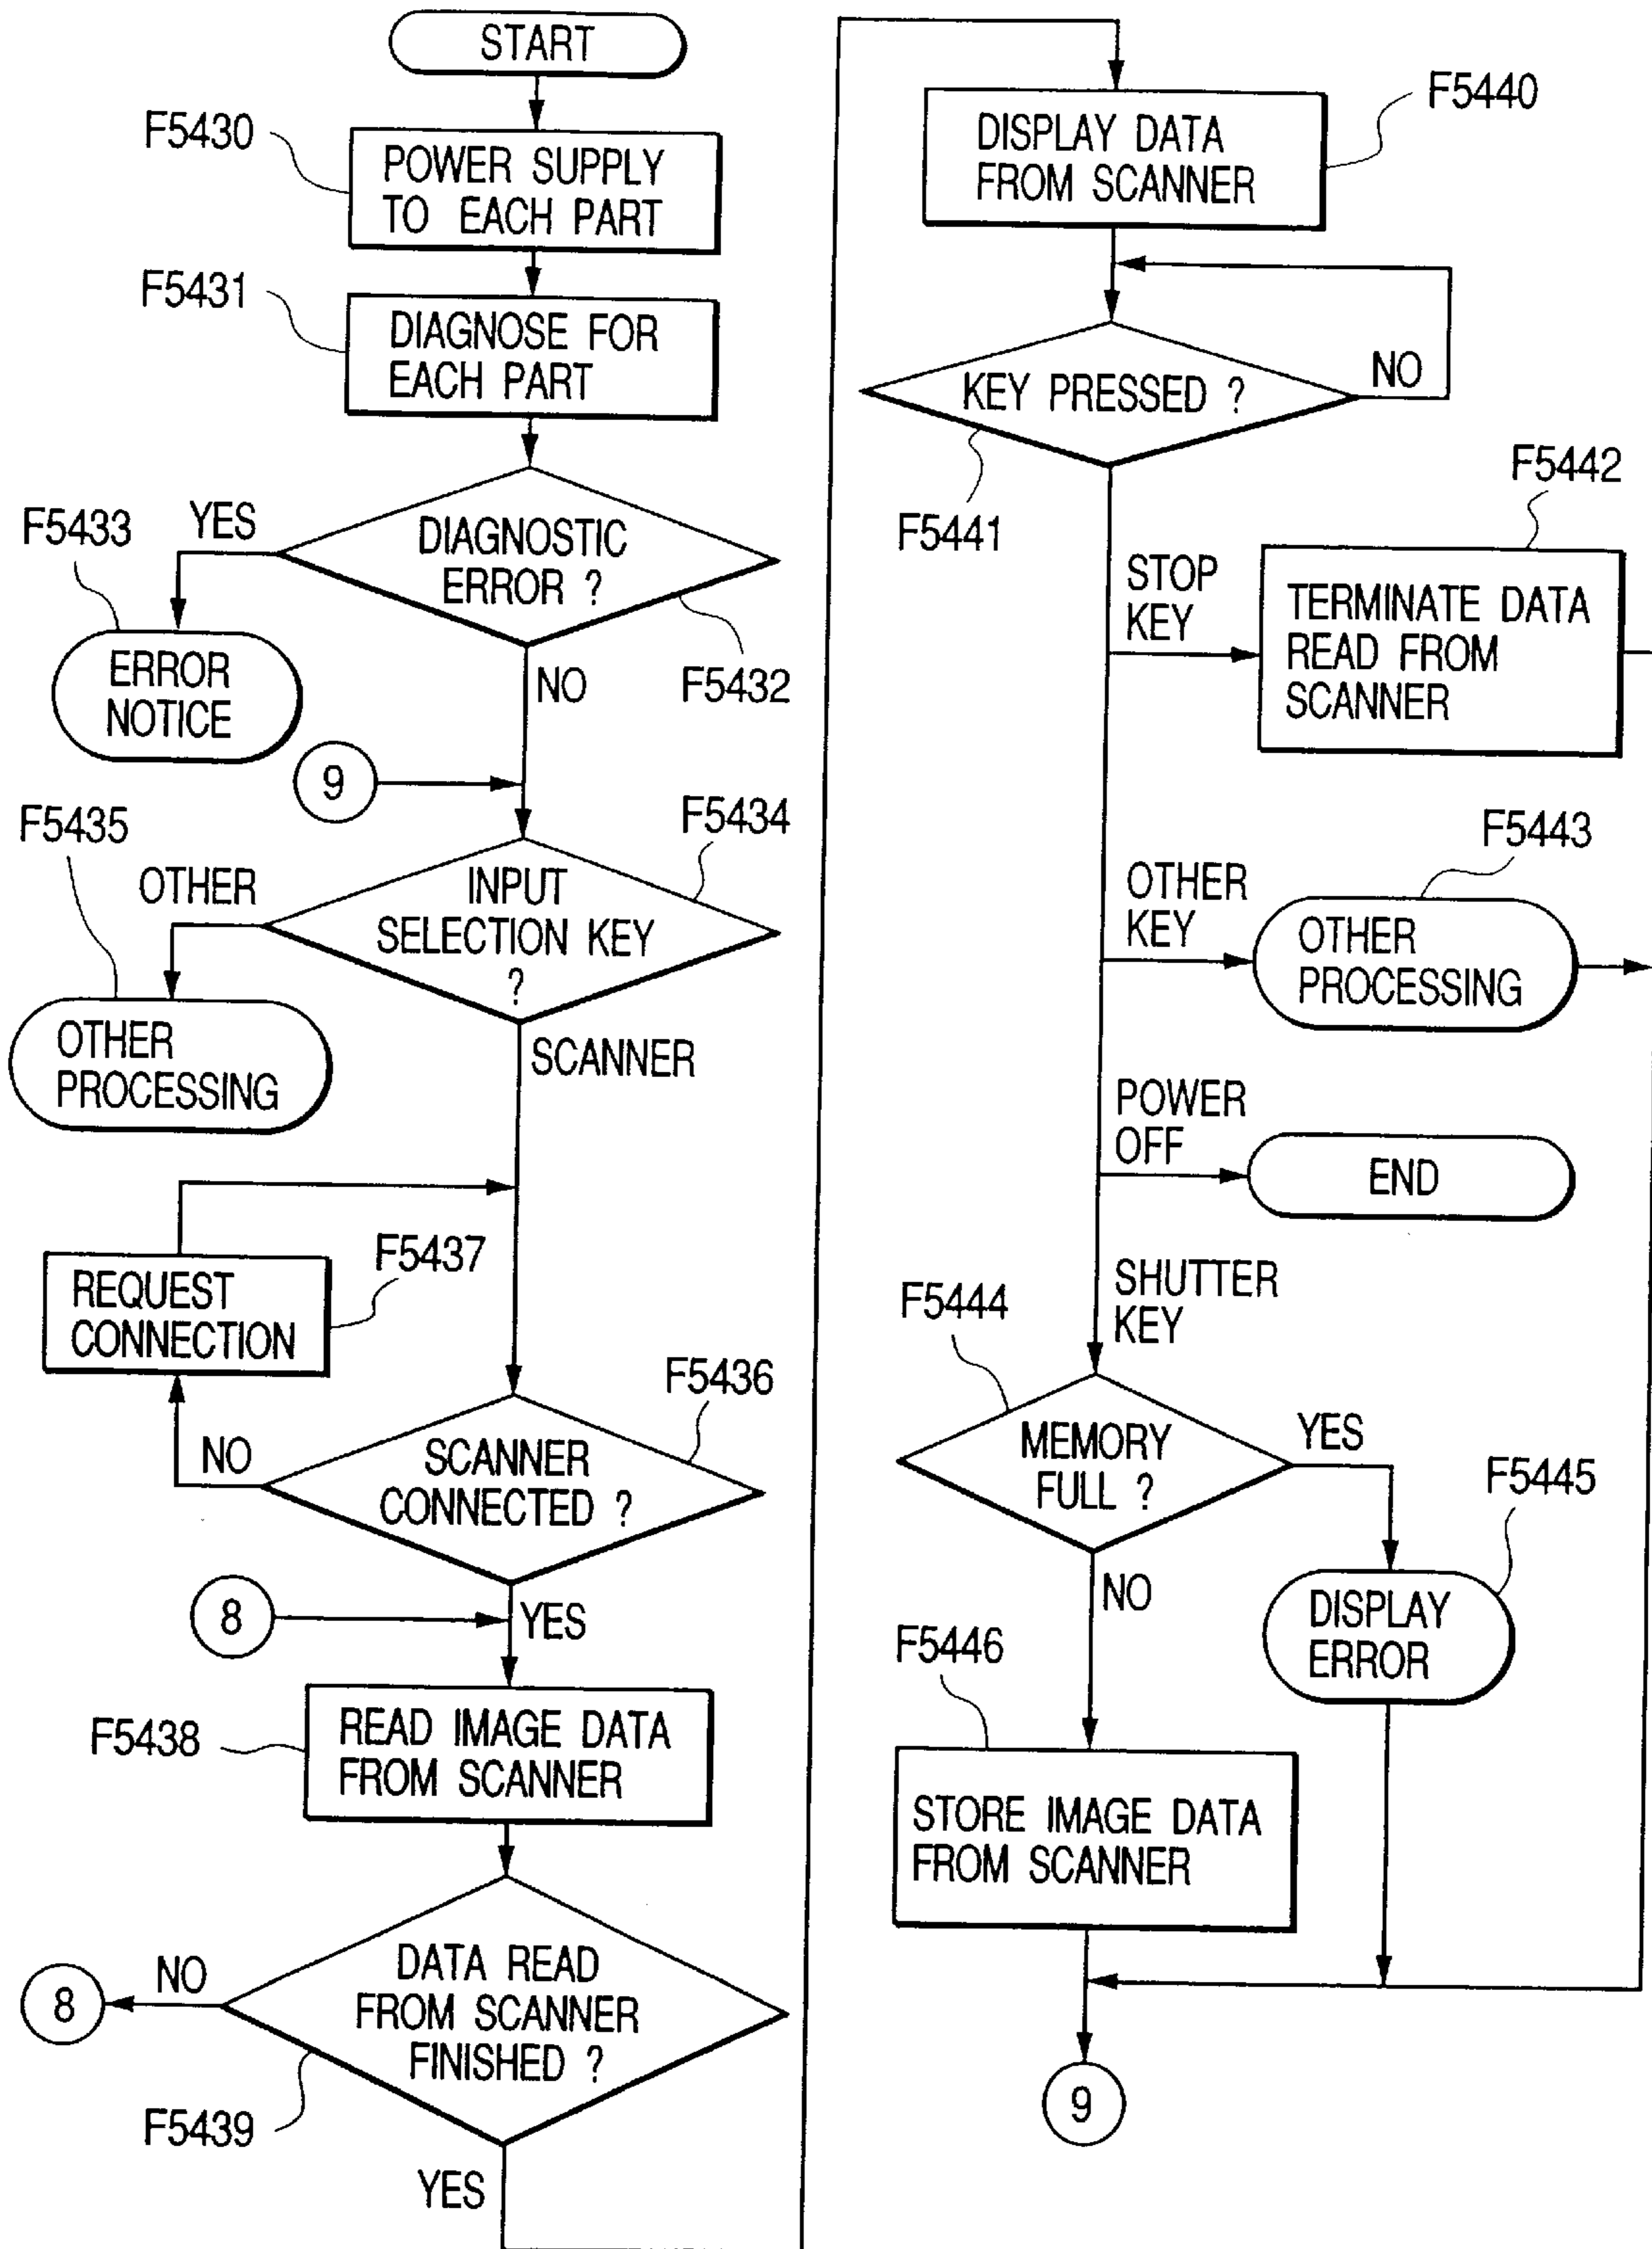 START
F5430
POWER SUPPLY
TO EACH PART
F5431
DIAGNOSE FOR
EACH PART
F5433
YES
DIAGNOSTIC
ERROR ?
F5432
ERROR
NOTICE
NO
9
F5435
F5434
OTHER
INPUT
SELECTION KEY
?
OTHER
PROCESSING
SCANNER
F5437
REQUEST
CONNECTION
F5436
NO
SCANNER
CONNECTED ?
8
YES
F5438
READ IMAGE DATA
FROM SCANNER
8
NO
DATA READ
FROM SCANNER
FINISHED ?
F5439
YES
F5440
DISPLAY DATA
FROM SCANNER
KEY PRESSED ?
NO
F5441
F5442
STOP
KEY
TERMINATE DATA
READ FROM
SCANNER
F5443
OTHER
KEY
OTHER
PROCESSING
POWER
OFF
END
SHUTTER
KEY
F5444
MEMORY
FULL ?
YES
F5445
NO
DISPLAY
ERROR
F5446
STORE IMAGE DATA
FROM SCANNER
9